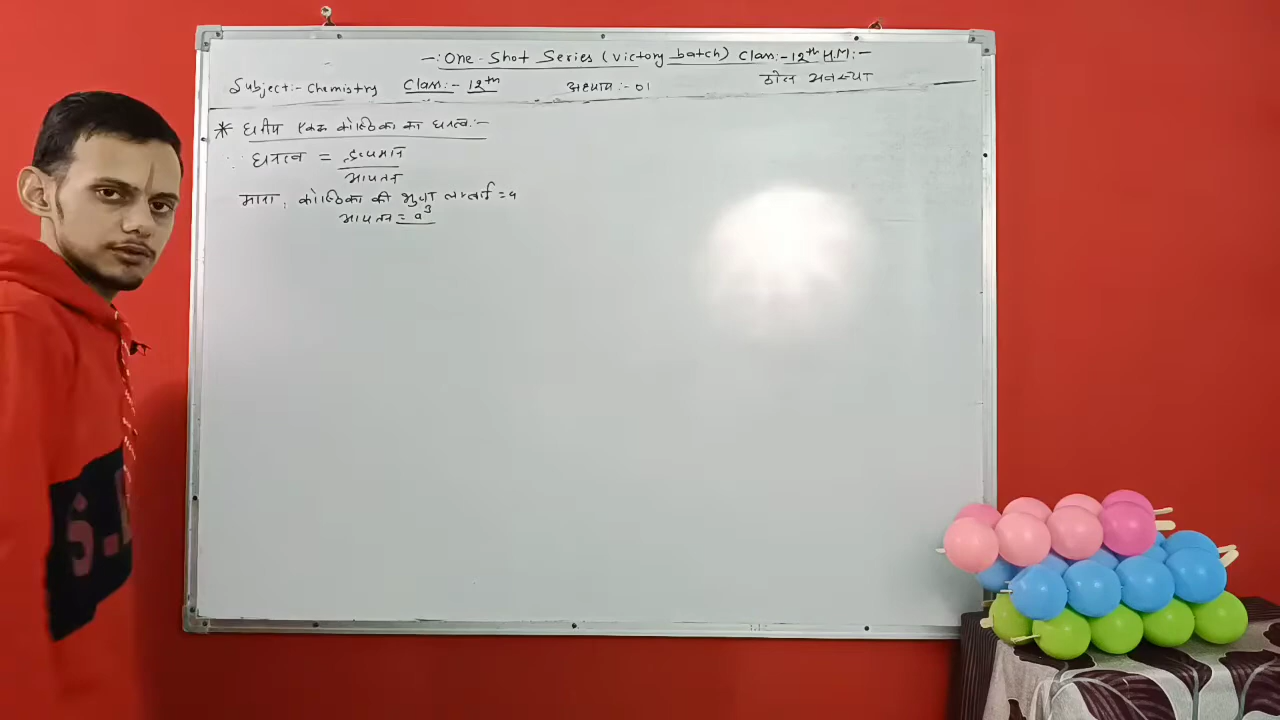 -: One-Shot Series (victory batch) Class:- 12th H.M:-
Subject:- Chemistry Class:- 12th अध्याय:- 01 ठोस अवस्था
* घनीय एकक कोष्ठिका का घनत्व:-
∵ घनत्व = द्रव्यमान / आयतन
माना, कोष्ठिका की भुजा लम्बाई = a
आयतन = a³